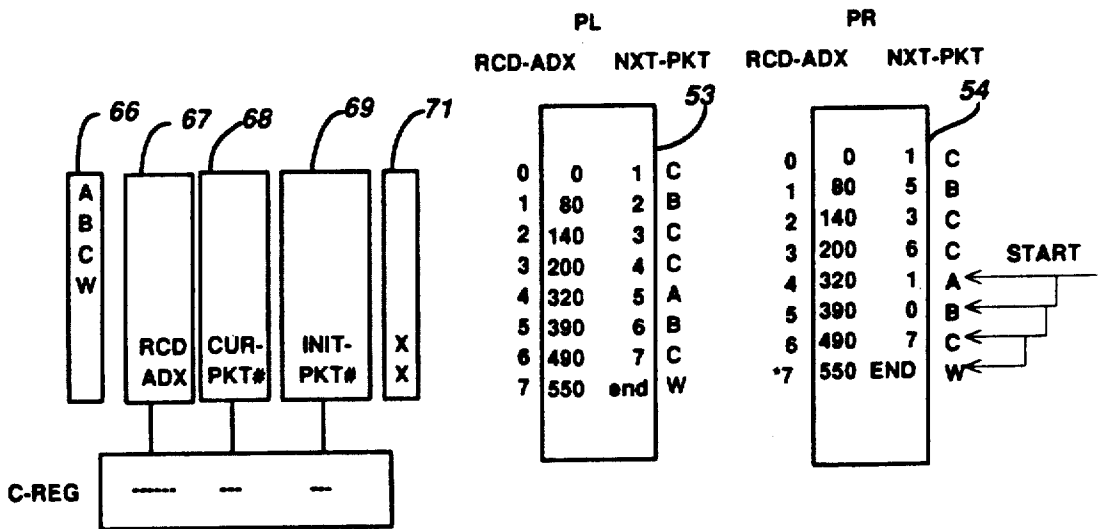 PL
PR
RCD-ADX NXT-PKT
RCD-ADX NXT-PKT
66
67
68
69
71
53
54
A
B
C
W
RCD
ADX
CUR-
PKT#
INIT-
PKT#
X
X
C-REG ------ --- ---
0 0 1 C
1 80 2 B
2 140 3 C
3 200 4 C
4 320 5 A
5 390 6 B
6 490 7 C
7 550 end W
0 0 1 C
1 80 5 B
2 140 3 C
3 200 6 C
4 320 1 A
5 390 0 B
6 490 7 C
*7 550 END W
START